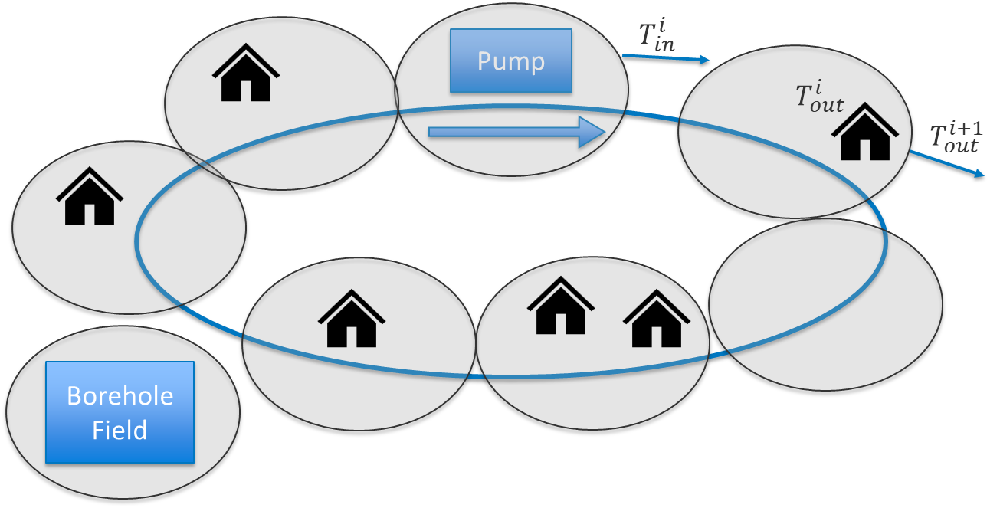 Pump
$T_{in}^{i}$
$T_{out}^{i}$
$T_{out}^{i+1}$
Borehole
Field